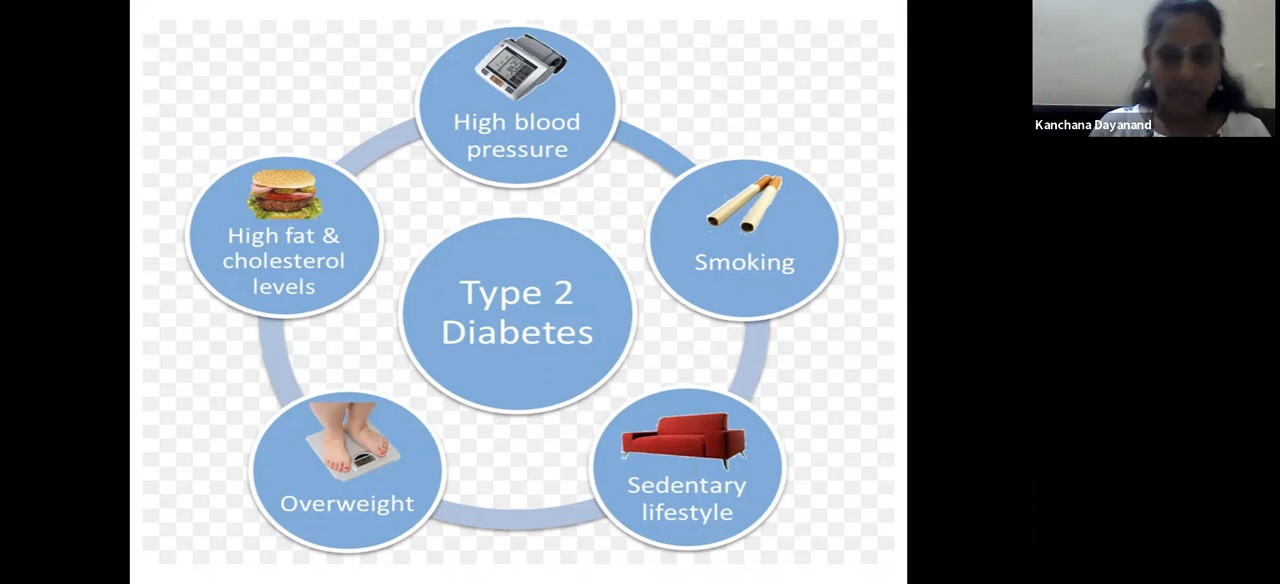 High blood
pressure
Kanchana Dayanand
High fat &
cholesterol
levels
Smoking
Type 2
Diabetes
Overweight
Sedentary
lifestyle